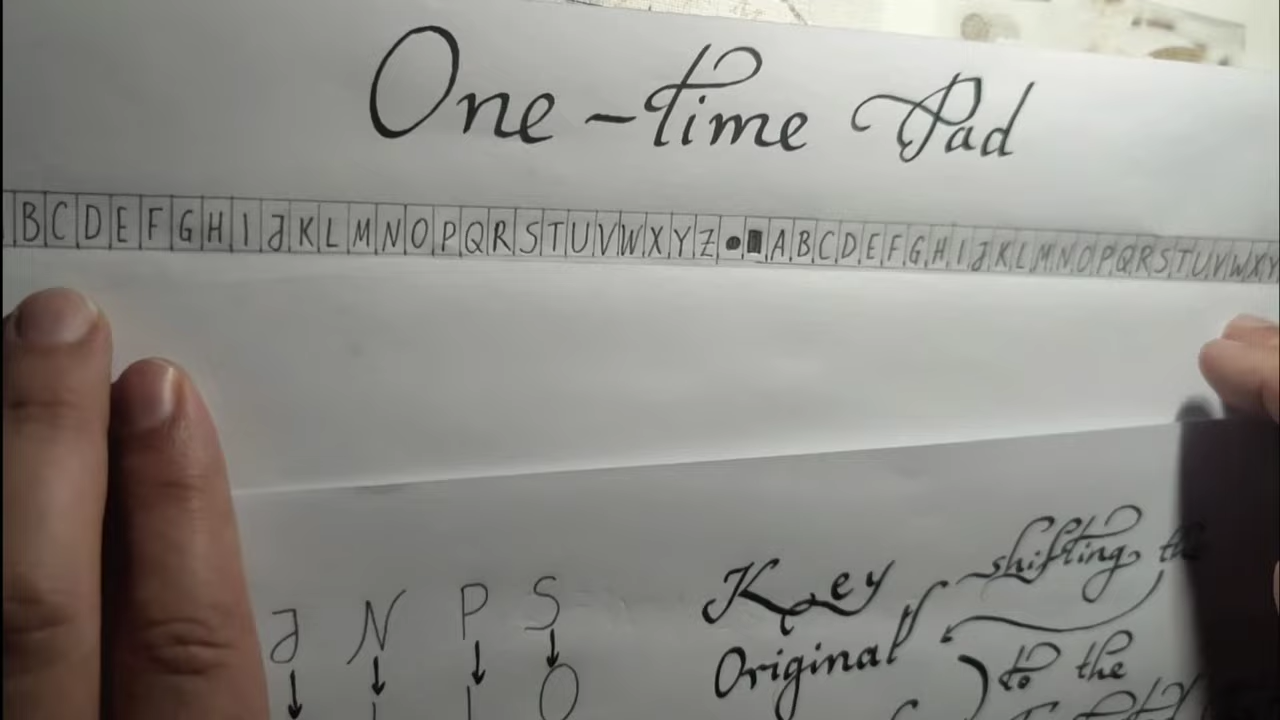 One-time Pad
BCDEFGHIJKLMNOPQRSTUVWXYZ●■ABCDEFGHIJKLMNOPQRSTUVWXY
J N P S
Key shifting
Original to the
O